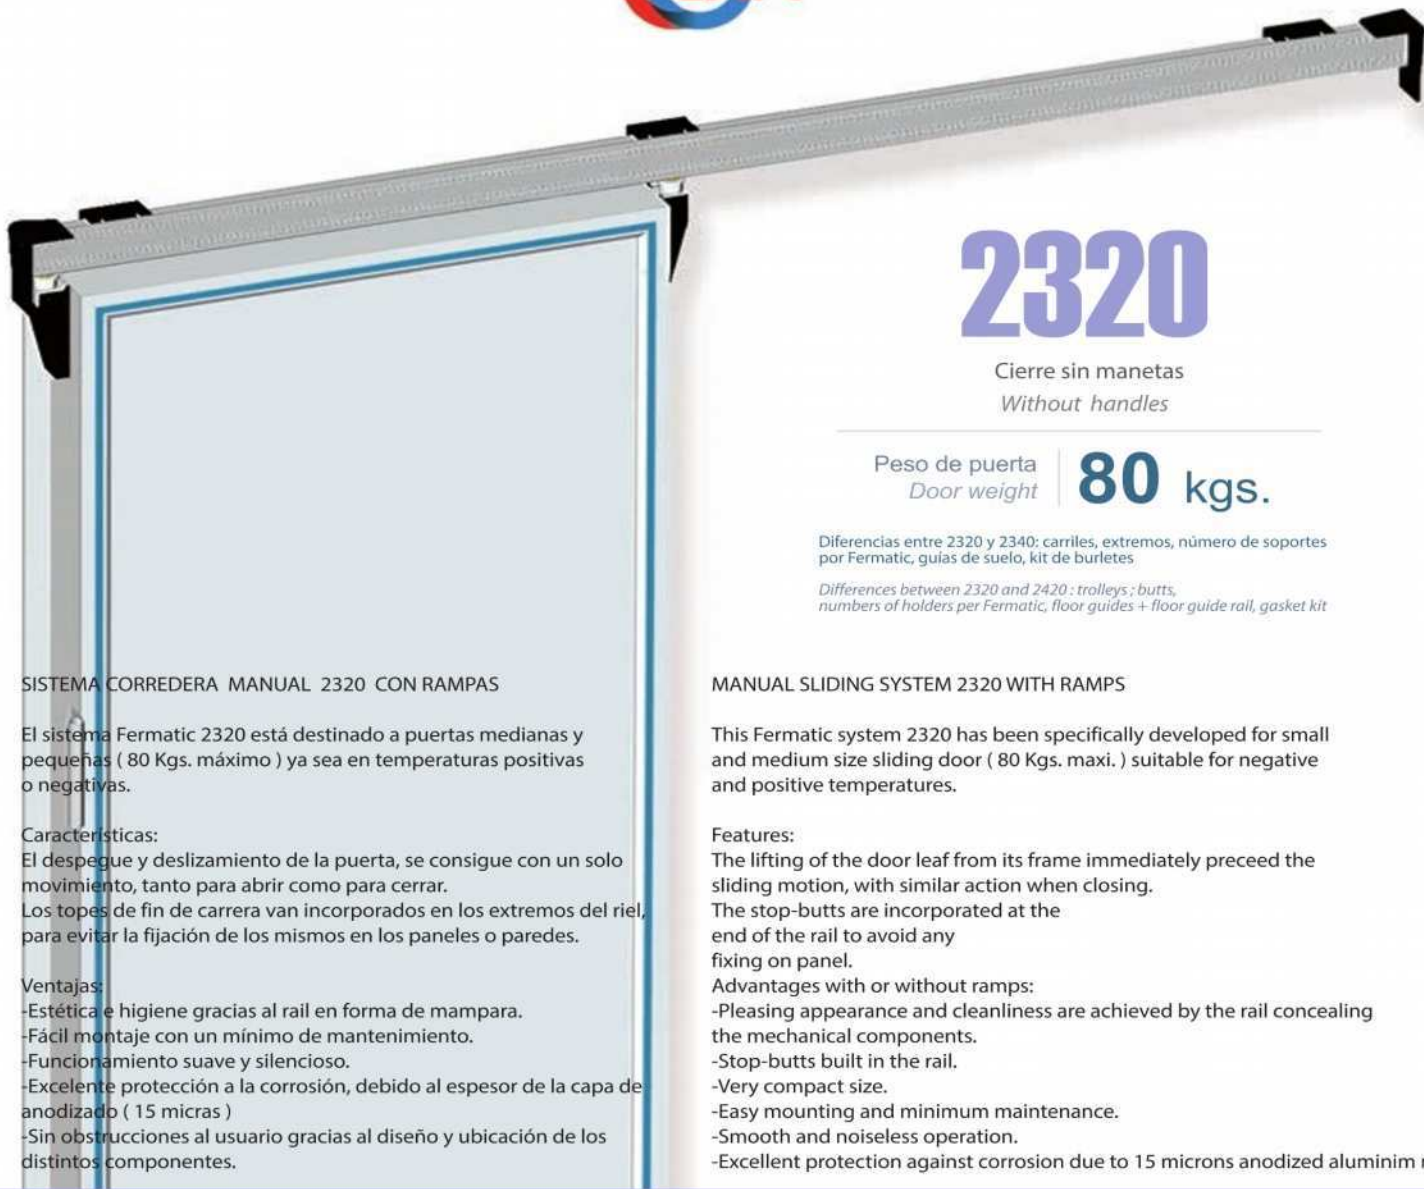 2320
Cierre sin manetas
Without handles
Peso de puerta
Door weight
80 kgs.
Diferencias entre 2320 y 2340: carriles, extremos, número de soportes
por Fermatic, guías de suelo, kit de burletes
Differences between 2320 and 2420 : trolleys ; butts,
numbers of holders per Fermatic, floor guides + floor guide rail, gasket kit
SISTEMA CORREDERA MANUAL 2320 CON RAMPAS
El sistema Fermatic 2320 está destinado a puertas medianas y
pequeñas ( 80 Kgs. máximo ) ya sea en temperaturas positivas
o negativas.
Características:
El despegue y deslizamiento de la puerta, se consigue con un solo
movimiento, tanto para abrir como para cerrar.
Los topes de fin de carrera van incorporados en los extremos del riel,
para evitar la fijación de los mismos en los paneles o paredes.
Ventajas:
-Estética e higiene gracias al rail en forma de mampara.
-Fácil montaje con un mínimo de mantenimiento.
-Funcionamiento suave y silencioso.
-Excelente protección a la corrosión, debido al espesor de la capa de
anodizado ( 15 micras )
-Sin obstrucciones al usuario gracias al diseño y ubicación de los
distintos componentes.
MANUAL SLIDING SYSTEM 2320 WITH RAMPS
This Fermatic system 2320 has been specifically developed for small
and medium size sliding door ( 80 Kgs. maxi. ) suitable for negative
and positive temperatures.
Features:
The lifting of the door leaf from its frame immediately preceed the
sliding motion, with similar action when closing.
The stop-butts are incorporated at the
end of the rail to avoid any
fixing on panel.
Advantages with or without ramps:
-Pleasing appearance and cleanliness are achieved by the rail concealing
the mechanical components.
-Stop-butts built in the rail.
-Very compact size.
-Easy mounting and minimum maintenance.
-Smooth and noiseless operation.
-Excellent protection against corrosion due to 15 microns anodized aluminim